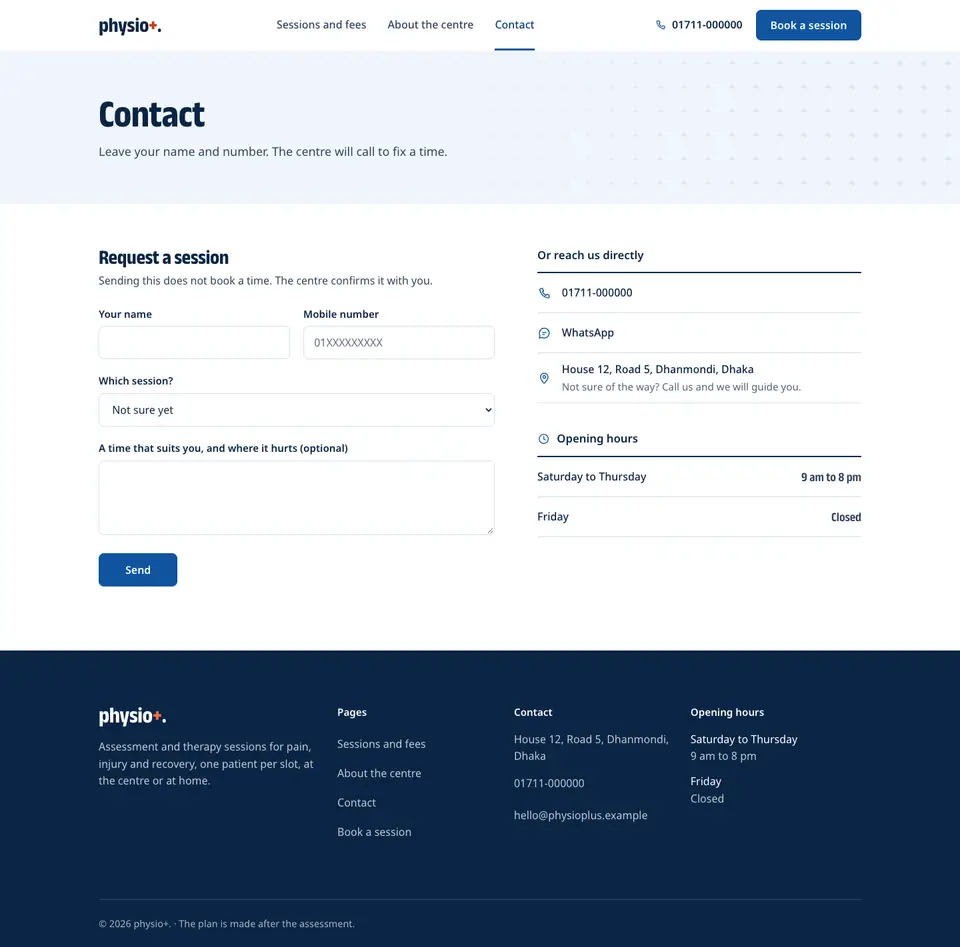 physio+.
Sessions and fees
About the centre
Contact
01711-000000
Book a session
Contact
Leave your name and number. The centre will call to fix a time.
Request a session
Sending this does not book a time. The centre confirms it with you.
Your name
Mobile number
01XXXXXXXXX
Which session?
Not sure yet
A time that suits you, and where it hurts (optional)
Send
Or reach us directly
01711-000000
WhatsApp
House 12, Road 5, Dhanmondi, Dhaka
Not sure of the way? Call us and we will guide you.
Opening hours
Saturday to Thursday
9 am to 8 pm
Friday
Closed
physio+.
Assessment and therapy sessions for pain,
injury and recovery, one patient per slot, at
the centre or at home.
Pages
Sessions and fees
About the centre
Contact
Book a session
Contact
House 12, Road 5, Dhanmondi,
Dhaka
01711-000000
hello@physioplus.example
Opening hours
Saturday to Thursday
9 am to 8 pm
Friday
Closed
© 2026 physio+. · The plan is made after the assessment.